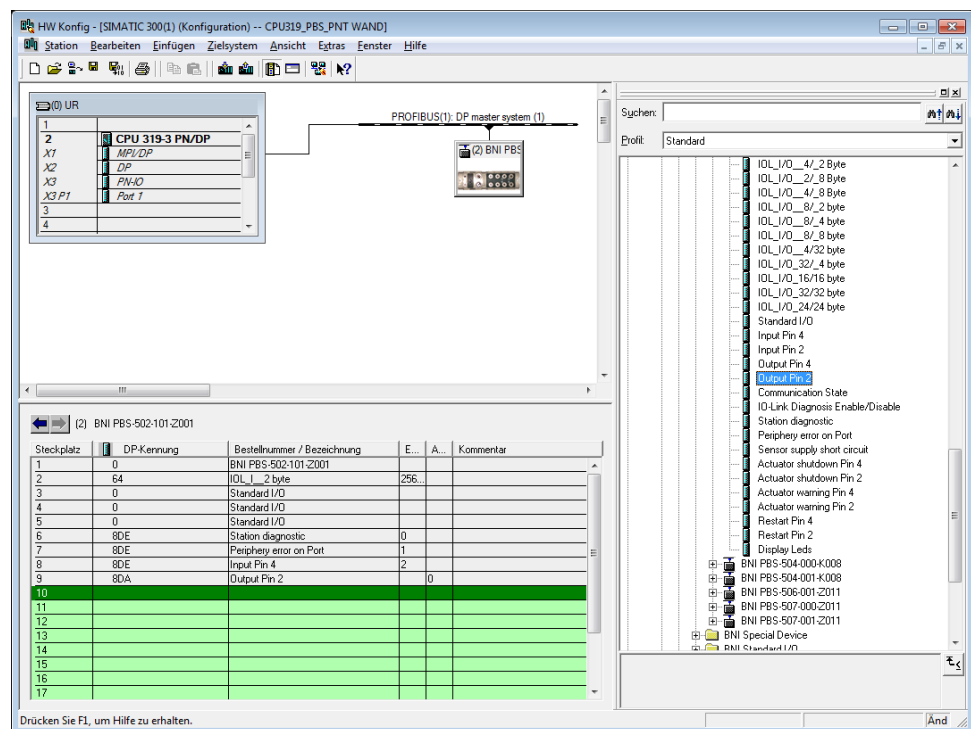 HW Konfig - [SIMATIC 300(1) (Konfiguration) -- CPU319_PBS_PNT WAND]
Station Bearbeiten Einfügen Zielsystem Ansicht Extras Fenster Hilfe
(0) UR
1
2 CPU 319-3 PN/DP
X1 MPI/DP
X2 DP
X3 PN-IO
X3 P1 Port 1
3
4
PROFIBUS(1): DP master system (1)
(2) BNI PBS
(2) BNI PBS-502-101-Z001
Steckplatz DP-Kennung Bestellnummer / Bezeichnung E... A... Kommentar
1 0 BNI PBS-502-101-Z001
2 64 IOL_I__2 byte 256...
3 0 Standard I/O
4 0 Standard I/O
5 0 Standard I/O
6 8DE Station diagnostic 0
7 8DE Periphery error on Port 1
8 8DE Input Pin 4 2
9 8DA Output Pin 2 0
10
11
12
13
14
15
16
17
Suchen:
Profil: Standard
IOL_I/O__4/_2 Byte
IOL_I/O__2/_8 Byte
IOL_I/O__4/_8 Byte
IOL_I/O__8/_2 byte
IOL_I/O__8/_4 byte
IOL_I/O__8/_8 byte
IOL_I/O__4/32 byte
IOL_I/O_32/_4 byte
IOL_I/O_16/16 byte
IOL_I/O_32/32 byte
IOL_I/O_24/24 byte
Standard I/O
Input Pin 4
Input Pin 2
Output Pin 4
Output Pin 2
Communication State
IO-Link Diagnosis Enable/Disable
Station diagnostic
Periphery error on Port
Sensor supply short circuit
Actuator shutdown Pin 4
Actuator shutdown Pin 2
Actuator warning Pin 4
Actuator warning Pin 2
Restart Pin 4
Restart Pin 2
Display Leds
BNI PBS-504-000-K008
BNI PBS-504-001-K008
BNI PBS-506-001-Z011
BNI PBS-507-000-Z011
BNI PBS-507-001-Z011
BNI Special Device
BNI Standard I/O
Drücken Sie F1, um Hilfe zu erhalten.
Änd